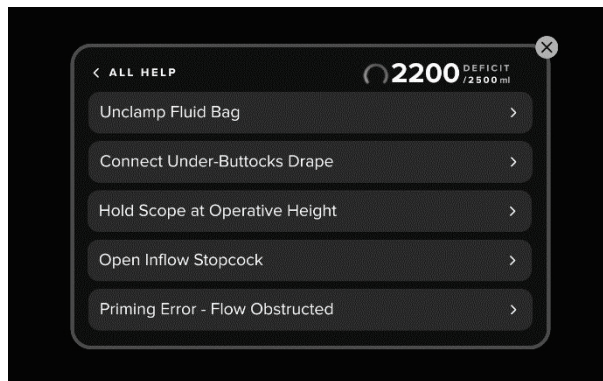 < ALL HELP
2200 DEFICIT /2500 ml
Unclamp Fluid Bag
Connect Under-Buttocks Drape
Hold Scope at Operative Height
Open Inflow Stopcock
Priming Error - Flow Obstructed